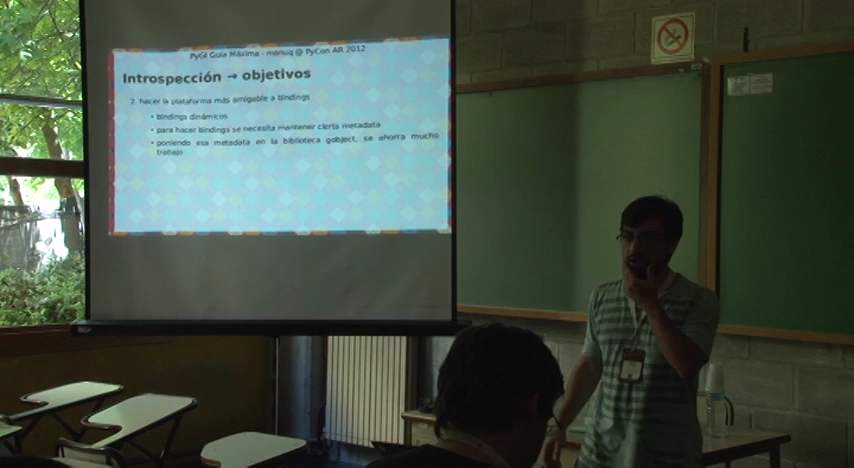 PyGI Guía Máxima - manuq @ PyCon AR 2012
Introspección → objetivos
2. hacer la plataforma más amigable a bindings
• bindings dinámicos
• para hacer bindings se necesita mantener cierta metadata
• poniendo esa metadata en la biblioteca gobject, se ahorra mucho
trabajo